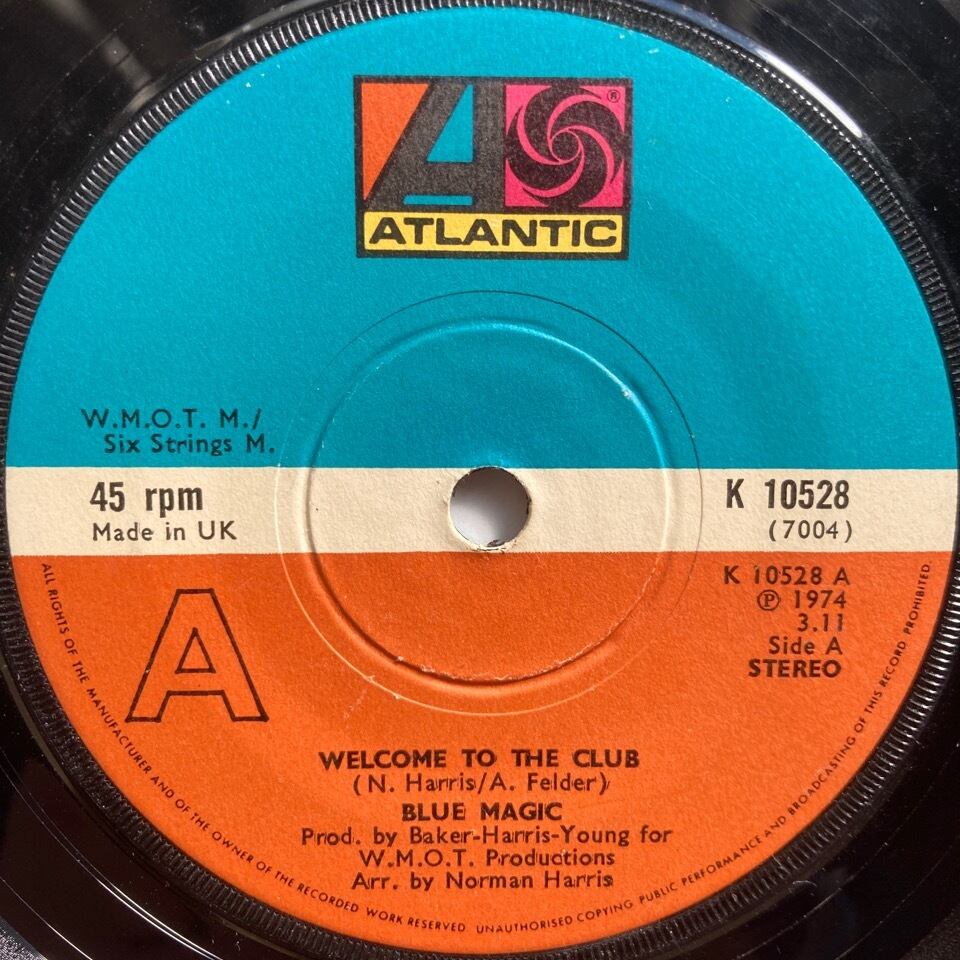 ®
ATLANTIC
W.M.O.T. M./
Six Strings M.
45 rpm
Made in UK
K 10528
(7004)
K 10528 A
Ⓟ 1974
3.11
Side A
STEREO
A
WELCOME TO THE CLUB
(N. Harris/A. Felder)
BLUE MAGIC
Prod. by Baker-Harris-Young for
W.M.O.T. Productions
Arr. by Norman Harris
ALL RIGHTS OF THE MANUFACTURER AND OF THE OWNER OF THE RECORDED WORK RESERVED UNAUTHORISED COPYING PUBLIC PERFORMANCE AND BROADCASTING OF THIS RECORD PROHIBITED.